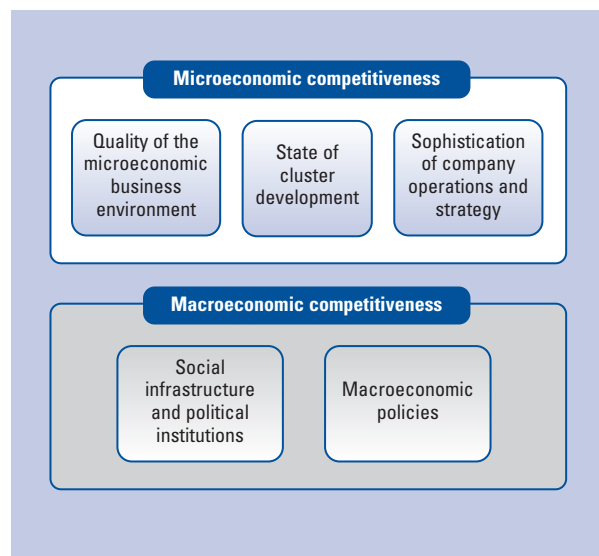 Microeconomic competitiveness
Quality of the
microeconomic
business
environment
State of
cluster
development
Sophistication
of company
operations and
strategy
Macroeconomic competitiveness
Social
infrastructure
and political
institutions
Macroeconomic
policies